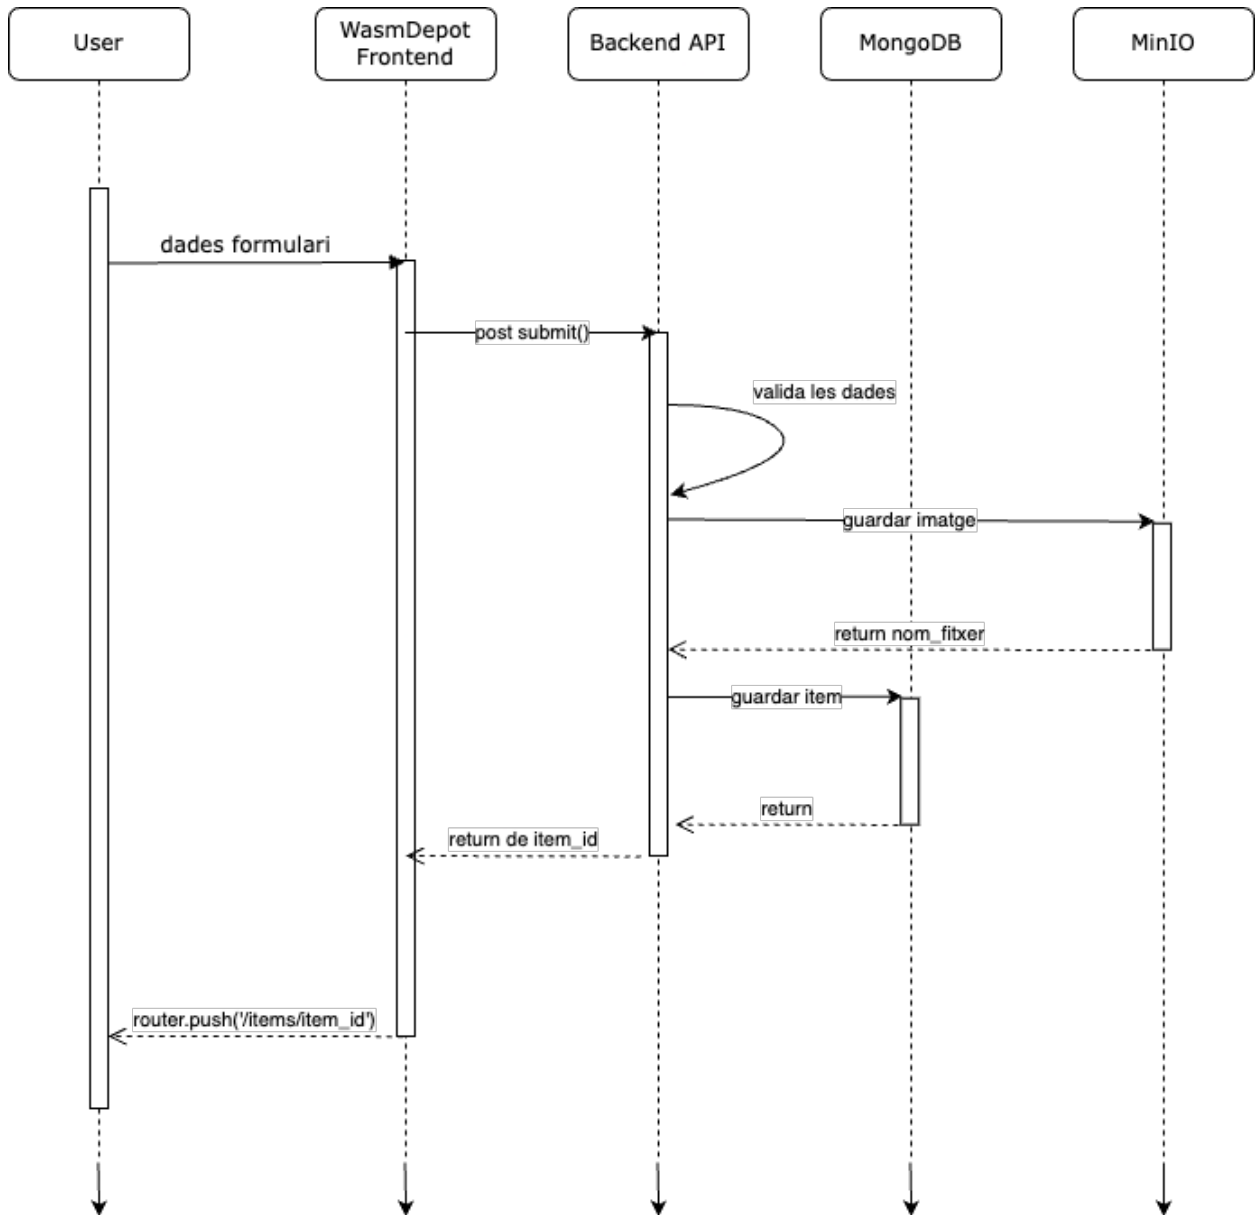 User
WasmDepot
Frontend
Backend API
MongoDB
MinIO
dades formulari
post submit()
valida les dades
guardar imatge
return nom_fitxer
guardar item
return
return de item_id
router.push('/items/item_id')